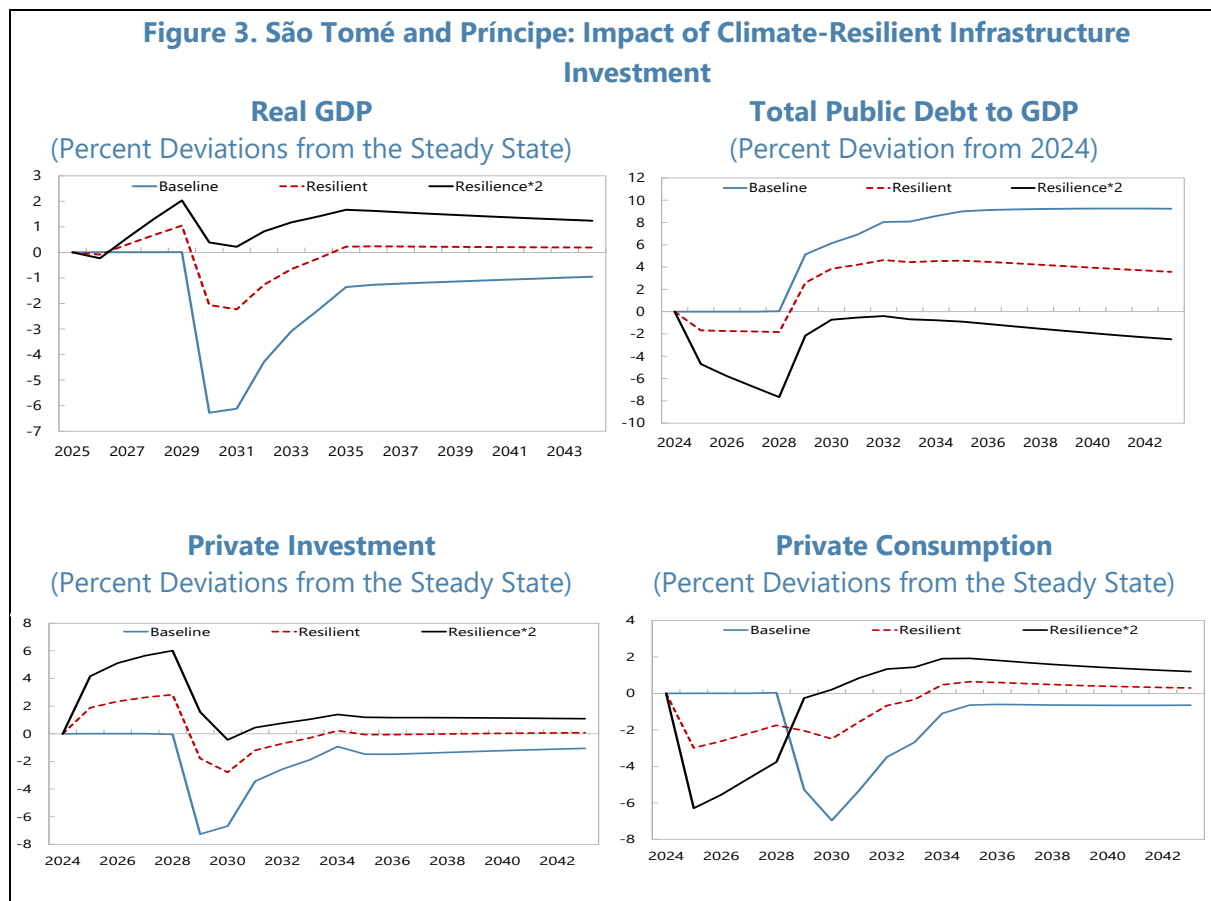 Figure 3. São Tomé and Príncipe: Impact of Climate-Resilient Infrastructure
Investment
Real GDP
(Percent Deviations from the Steady State)
3
2
1
0
-1
-2
-3
-4
-5
-6
-7
Baseline Resilient Resilience*2
2025 2027 2029 2031 2033 2035 2037 2039 2041 2043
Total Public Debt to GDP
(Percent Deviation from 2024)
12
10
8
6
4
2
0
-2
-4
-6
-8
-10
Baseline Resilient Resilience*2
2024 2026 2028 2030 2032 2034 2036 2038 2040 2042
Private Investment
(Percent Deviations from the Steady State)
8
6
4
2
0
-2
-4
-6
-8
Baseline Resilient Resilience*2
2024 2026 2028 2030 2032 2034 2036 2038 2040 2042
Private Consumption
(Percent Deviations from the Steady State)
4
2
0
-2
-4
-6
-8
Baseline Resilient Resilience*2
2024 2026 2028 2030 2032 2034 2036 2038 2040 2042